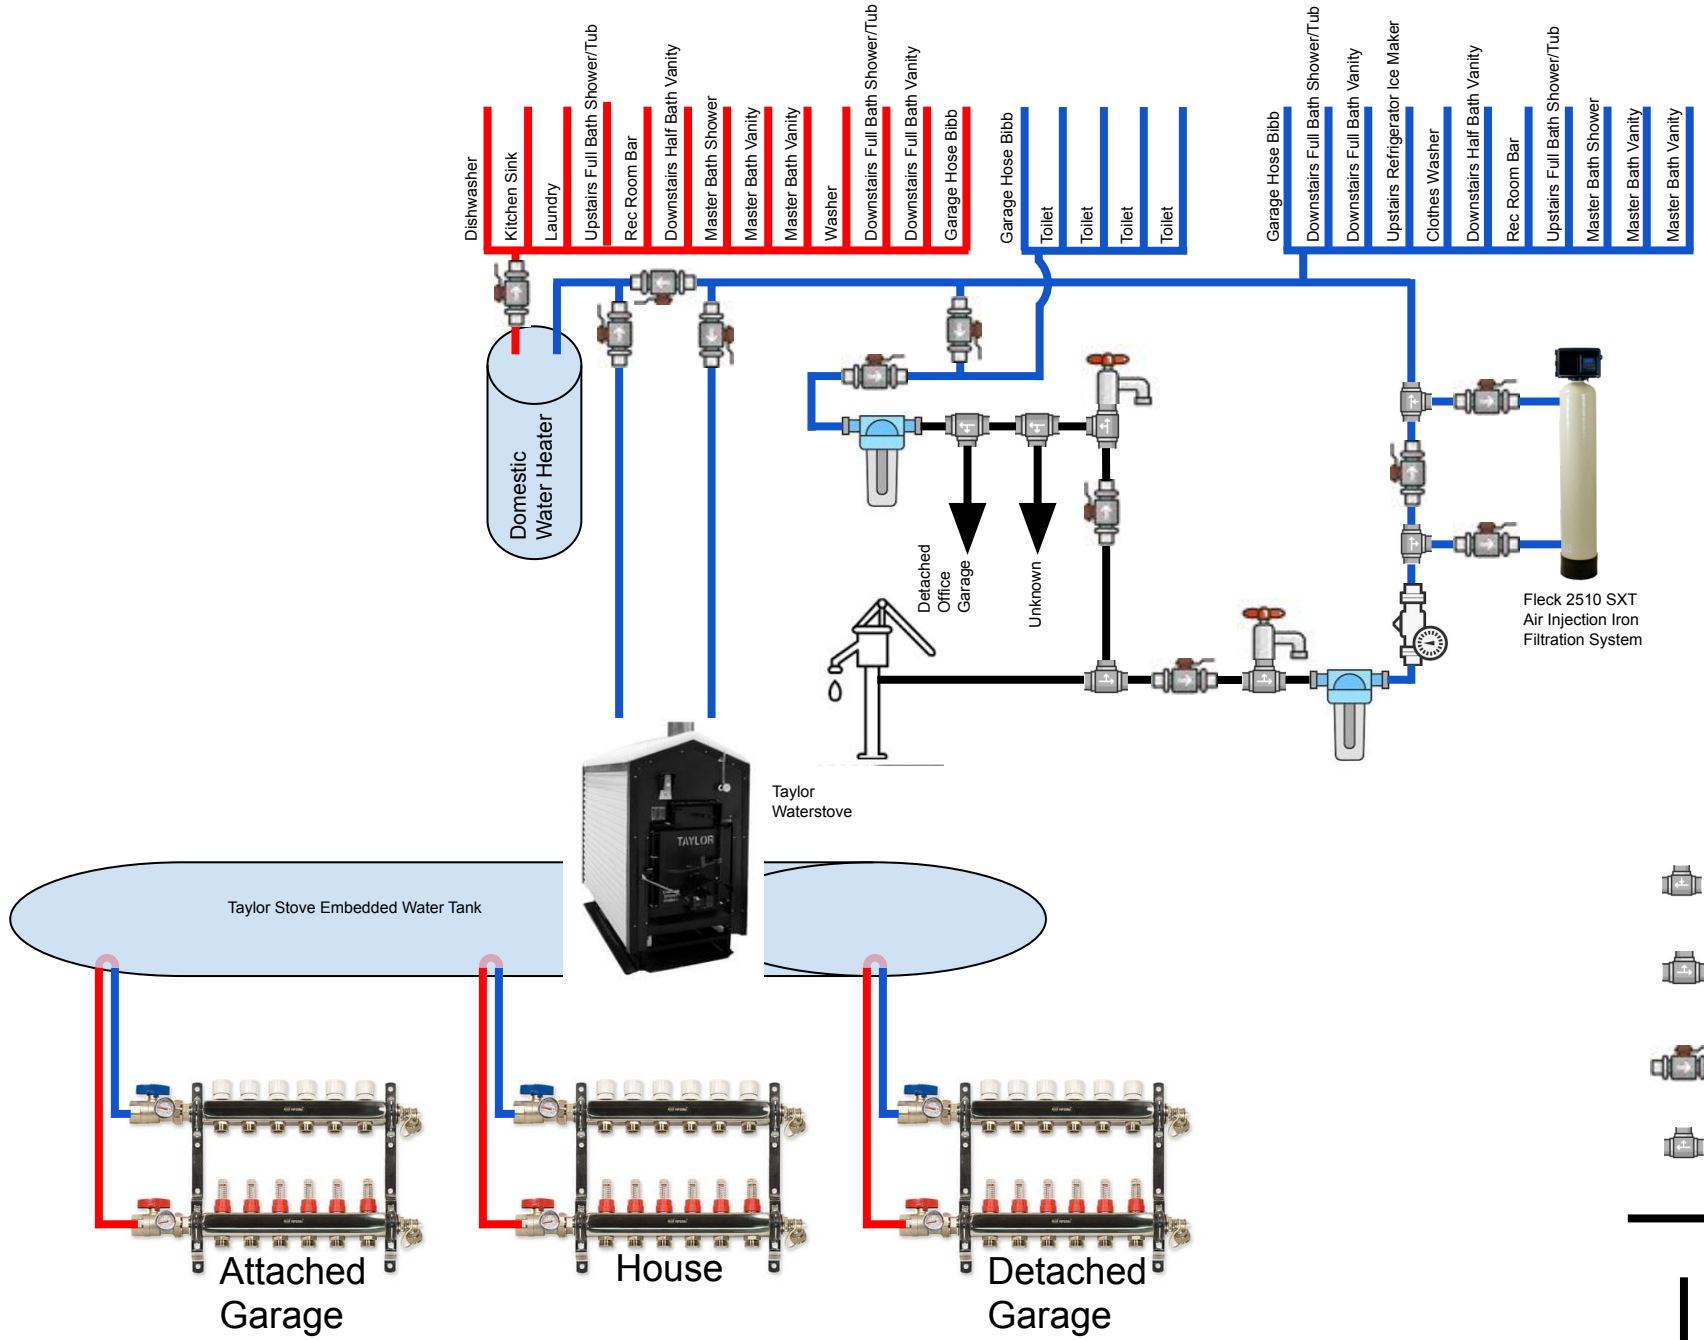 Dishwasher
Kitchen Sink
Laundry
Upstairs Full Bath Shower/Tub
Rec Room Bar
Downstairs Half Bath Vanity
Master Bath Shower
Master Bath Vanity
Master Bath Vanity
Washer
Downstairs Full Bath Shower/Tub
Downstairs Full Bath Vanity
Garage Hose Bibb
Garage Hose Bibb
Toilet
Toilet
Toilet
Toilet
Garage Hose Bibb
Downstairs Full Bath Shower/Tub
Downstairs Full Bath Vanity
Upstairs Refrigerator Ice Maker
Clothes Washer
Downstairs Half Bath Vanity
Rec Room Bar
Upstairs Full Bath Shower/Tub
Master Bath Shower
Master Bath Vanity
Master Bath Vanity
Domestic
Water Heater
Detached
Office
Garage
Unknown
Fleck 2510 SXT
Air Injection Iron
Filtration System
Taylor
Waterstove
TAYLOR
Taylor Stove Embedded Water Tank
Attached
Garage
House
Detached
Garage